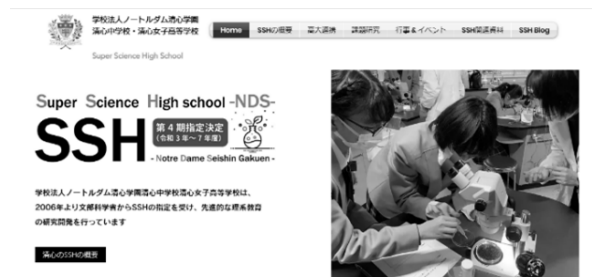 学校法人ノートルダム清心学園
清心中学校・清心女子高等学校
Super Science High School
Home SSHの概要 高大連携 課題研究 行事 & イベント SSH関連資料 SSH Blog
Super Science High school -NDS-
SSH 第4期指定決定
(令和3年~7年度)
- Notre Dame Seishin Gakuen -
学校法人ノートルダム清心学園清心中学校清心女子高等学校は、
2006年より文部科学省からSSHの指定を受け、先進的な理系教育
の研究開発を行っています
清心のSSHの概要